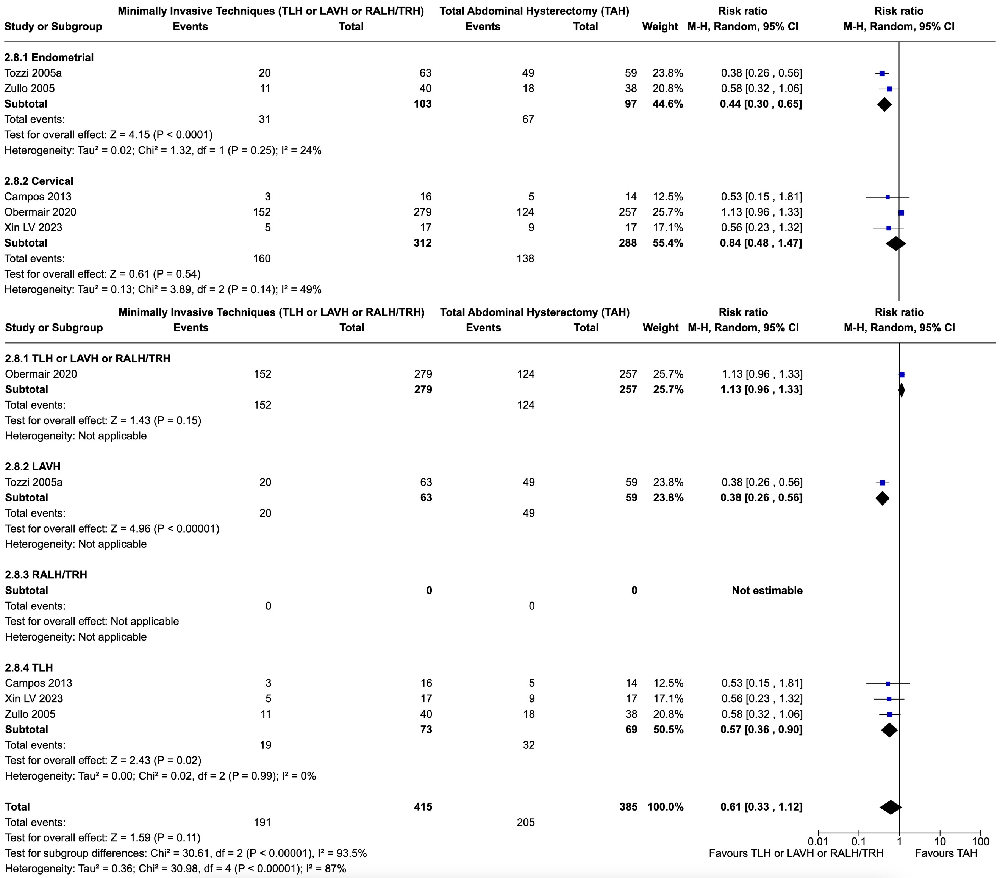 Minimally Invasive Techniques (TLH or LAVH or RALH/TRH) Total Abdominal Hysterectomy (TAH) Risk ratio Risk ratio
Study or Subgroup Events Total Events Total Weight M-H, Random, 95% CI M-H, Random, 95% CI
2.8.1 Endometrial
Tozzi 2005a 20 63 49 59 23.8% 0.38 [0.26 , 0.56]
Zullo 2005 11 40 18 38 20.8% 0.58 [0.32 , 1.06]
Subtotal 103 97 44.6% 0.44 [0.30 , 0.65]
Total events: 31 67
Test for overall effect: Z = 4.15 (P < 0.0001)
Heterogeneity: Tau² = 0.02; Chi² = 1.32, df = 1 (P = 0.25); I² = 24%
2.8.2 Cervical
Campos 2013 3 16 5 14 12.5% 0.53 [0.15 , 1.81]
Obermair 2020 152 279 124 257 25.7% 1.13 [0.96 , 1.33]
Xin LV 2023 5 17 9 17 17.1% 0.56 [0.23 , 1.32]
Subtotal 312 288 55.4% 0.84 [0.48 , 1.47]
Total events: 160 138
Test for overall effect: Z = 0.61 (P = 0.54)
Heterogeneity: Tau² = 0.13; Chi² = 3.89, df = 2 (P = 0.14); I² = 49%
Minimally Invasive Techniques (TLH or LAVH or RALH/TRH) Total Abdominal Hysterectomy (TAH) Risk ratio Risk ratio
Study or Subgroup Events Total Events Total Weight M-H, Random, 95% CI M-H, Random, 95% CI
2.8.1 TLH or LAVH or RALH/TRH
Obermair 2020 152 279 124 257 25.7% 1.13 [0.96 , 1.33]
Subtotal 279 257 25.7% 1.13 [0.96 , 1.33]
Total events: 152 124
Test for overall effect: Z = 1.43 (P = 0.15)
Heterogeneity: Not applicable
2.8.2 LAVH
Tozzi 2005a 20 63 49 59 23.8% 0.38 [0.26 , 0.56]
Subtotal 63 59 23.8% 0.38 [0.26 , 0.56]
Total events: 20 49
Test for overall effect: Z = 4.96 (P < 0.00001)
Heterogeneity: Not applicable
2.8.3 RALH/TRH
Subtotal 0 0 Not estimable
Total events: 0 0
Test for overall effect: Not applicable
Heterogeneity: Not applicable
2.8.4 TLH
Campos 2013 3 16 5 14 12.5% 0.53 [0.15 , 1.81]
Xin LV 2023 5 17 9 17 17.1% 0.56 [0.23 , 1.32]
Zullo 2005 11 40 18 38 20.8% 0.58 [0.32 , 1.06]
Subtotal 73 69 50.5% 0.57 [0.36 , 0.90]
Total events: 19 32
Test for overall effect: Z = 2.43 (P = 0.02)
Heterogeneity: Tau² = 0.00; Chi² = 0.02, df = 2 (P = 0.99); I² = 0%
Total 415 385 100.0% 0.61 [0.33 , 1.12]
Total events: 191 205
Test for overall effect: Z = 1.59 (P = 0.11) 0.01 0.1 1 10 100
Test for subgroup differences: Chi² = 30.61, df = 2 (P < 0.00001), I² = 93.5% Favours TLH or LAVH or RALH/TRH Favours TAH
Heterogeneity: Tau² = 0.36; Chi² = 30.98, df = 4 (P < 0.00001); I² = 87%